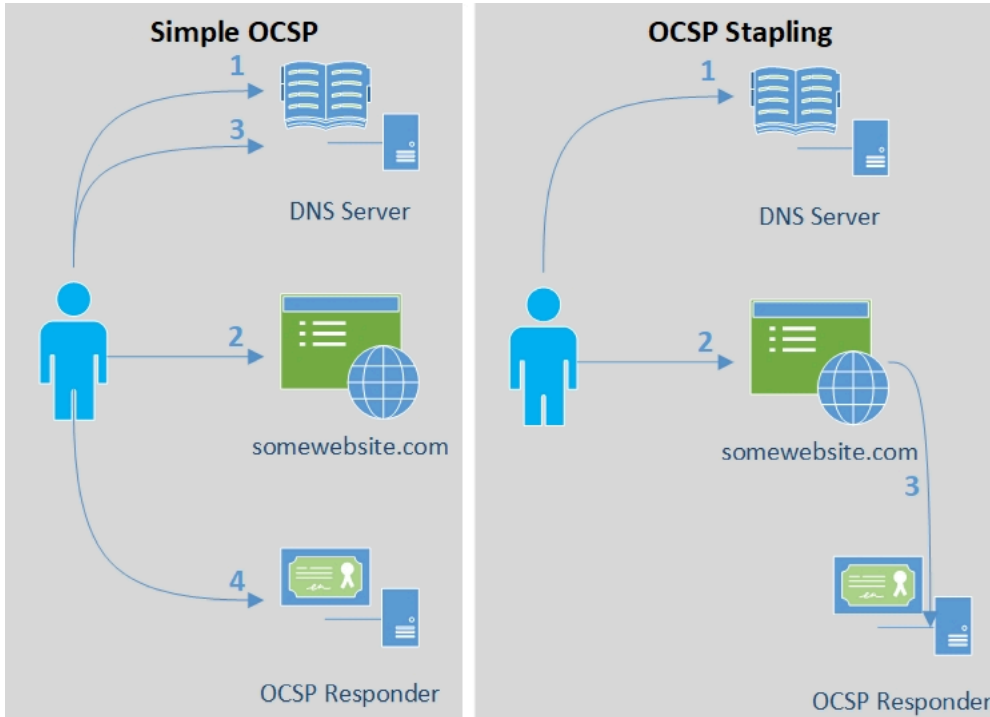 Simple OCSP
1
3
DNS Server
2
somewebsite.com
4
OCSP Responder
OCSP Stapling
1
DNS Server
2
somewebsite.com
3
OCSP Responder